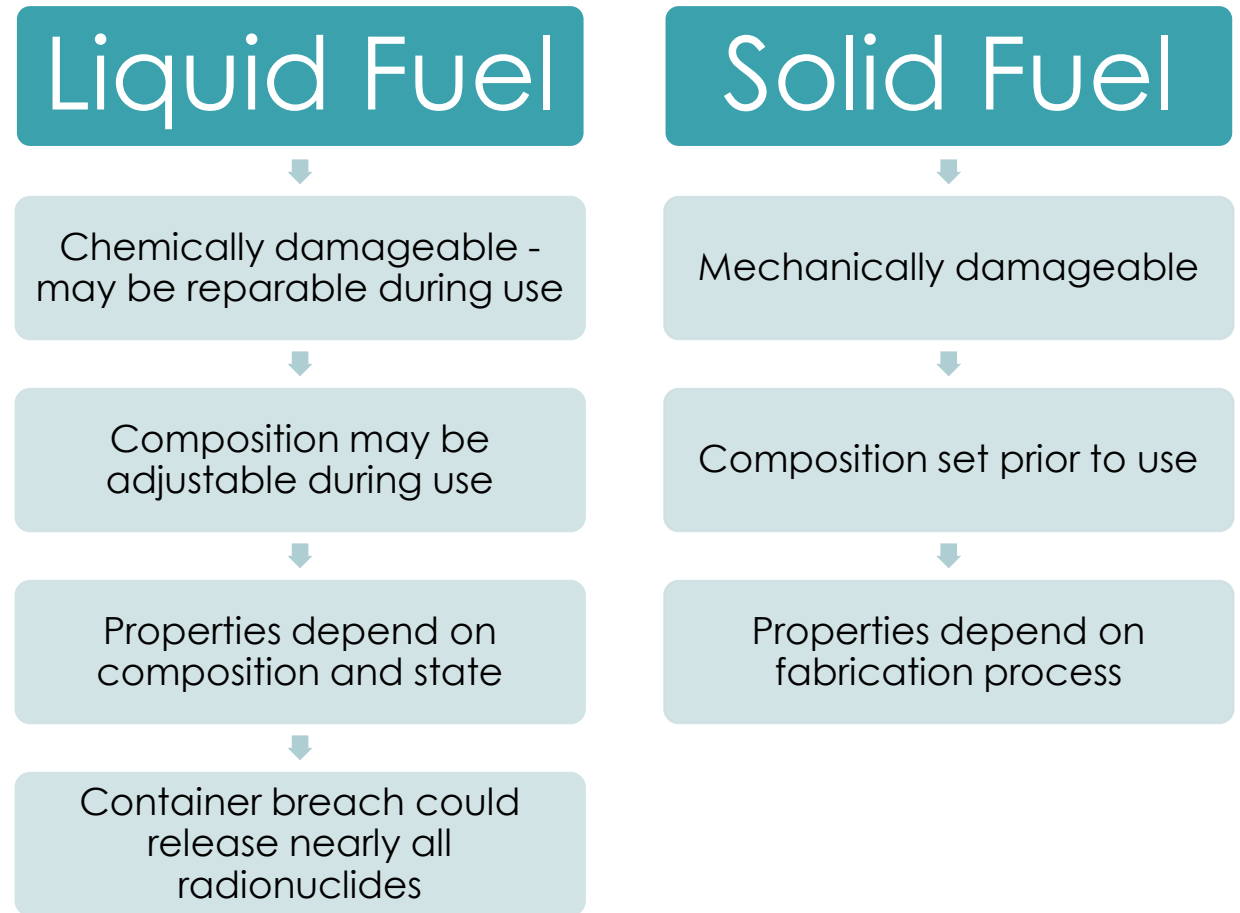 Liquid Fuel
Chemically damageable -
may be reparable during use
Composition may be
adjustable during use
Properties depend on
composition and state
Container breach could
release nearly all
radionuclides
Solid Fuel
Mechanically damageable
Composition set prior to use
Properties depend on
fabrication process